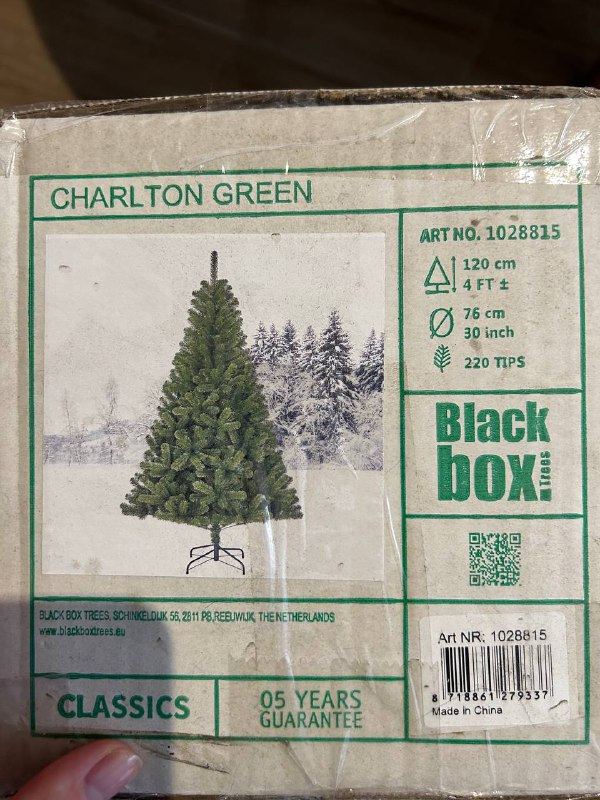 CHARLTON GREEN
ART NO. 1028815
120 cm
4 FT ±
76 cm
30 inch
220 TIPS
Black
box
Trees
BLACK BOX TREES, SCHINKELDIJK 56, 2811 PB, REEUWIJK, THE NETHERLANDS
www.blackboxtrees.eu
Art NR: 1028815
8 718861 279337
Made in China
CLASSICS
05 YEARS
GUARANTEE